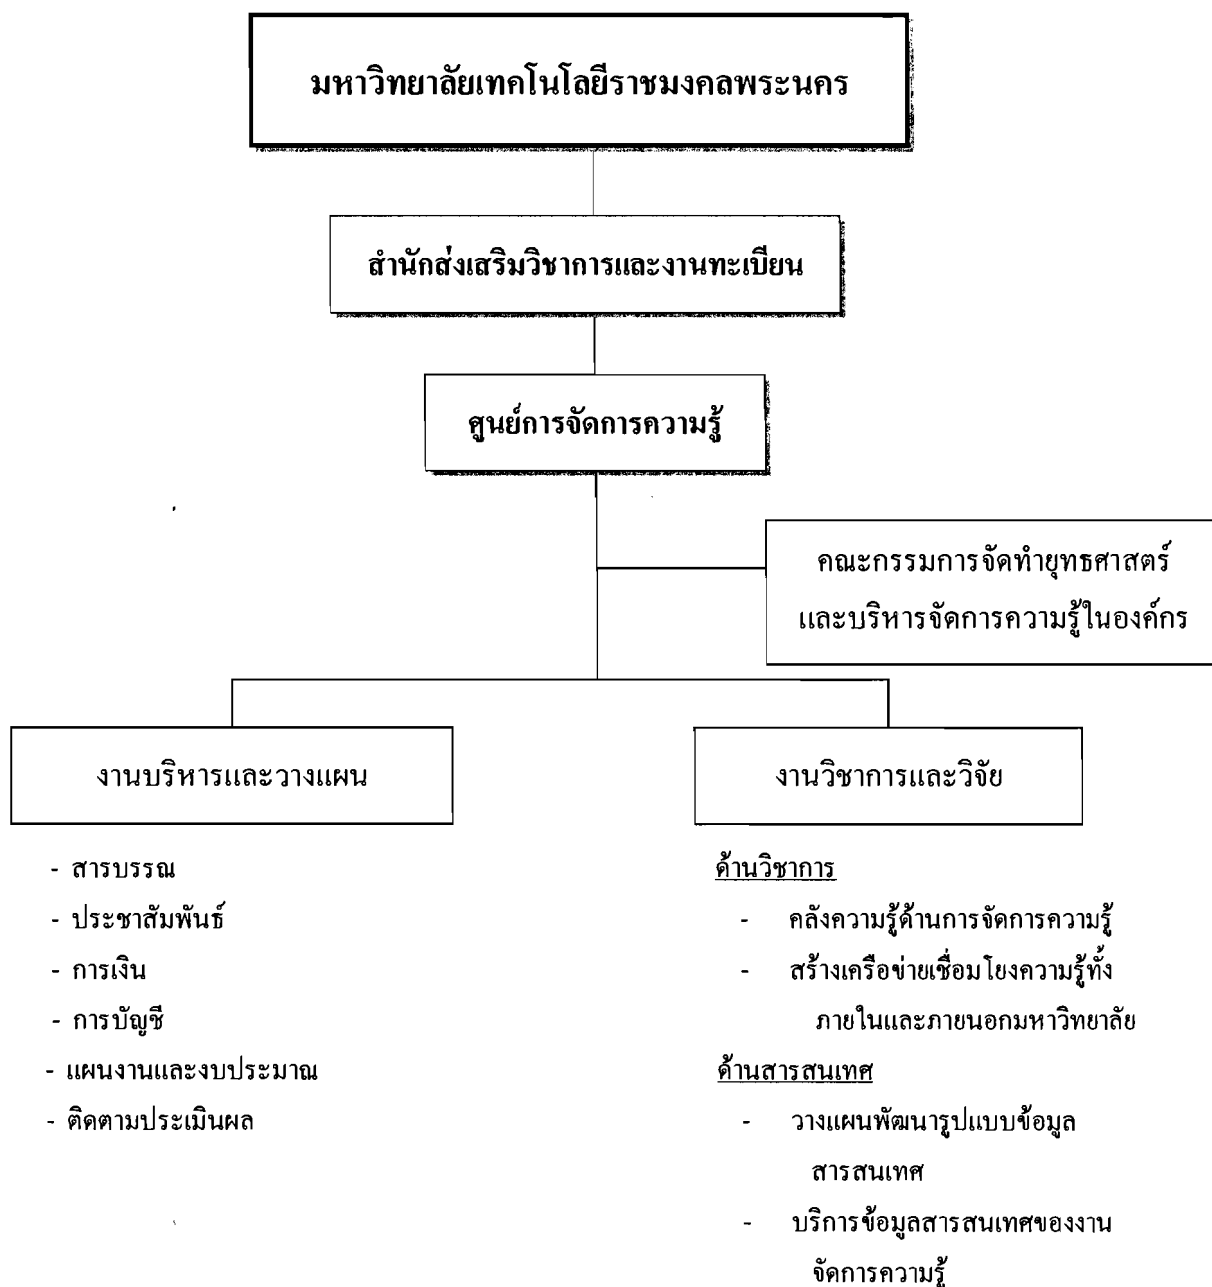 มหาวิทยาลัยเทคโนโลยีราชมงคลพระนคร
สำนักส่งเสริมวิชาการและงานทะเบียน
ศูนย์การจัดการความรู้
คณะกรรมการจัดทำยุทธศาสตร์
และบริหารจัดการความรู้ในองค์กร
งานบริหารและวางแผน
- สารบรรณ
- ประชาสัมพันธ์
- การเงิน
- การบัญชี
- แผนงานและงบประมาณ
- ติดตามประเมินผล
งานวิชาการและวิจัย
ด้านวิชาการ
- คลังความรู้ด้านการจัดการความรู้
- สร้างเครือข่ายเชื่อมโยงความรู้ทั้ง
ภายในและภายนอกมหาวิทยาลัย
ด้านสารสนเทศ
- วางแผนพัฒนารูปแบบข้อมูล
สารสนเทศ
- บริการข้อมูลสารสนเทศของงาน
จัดการความรู้